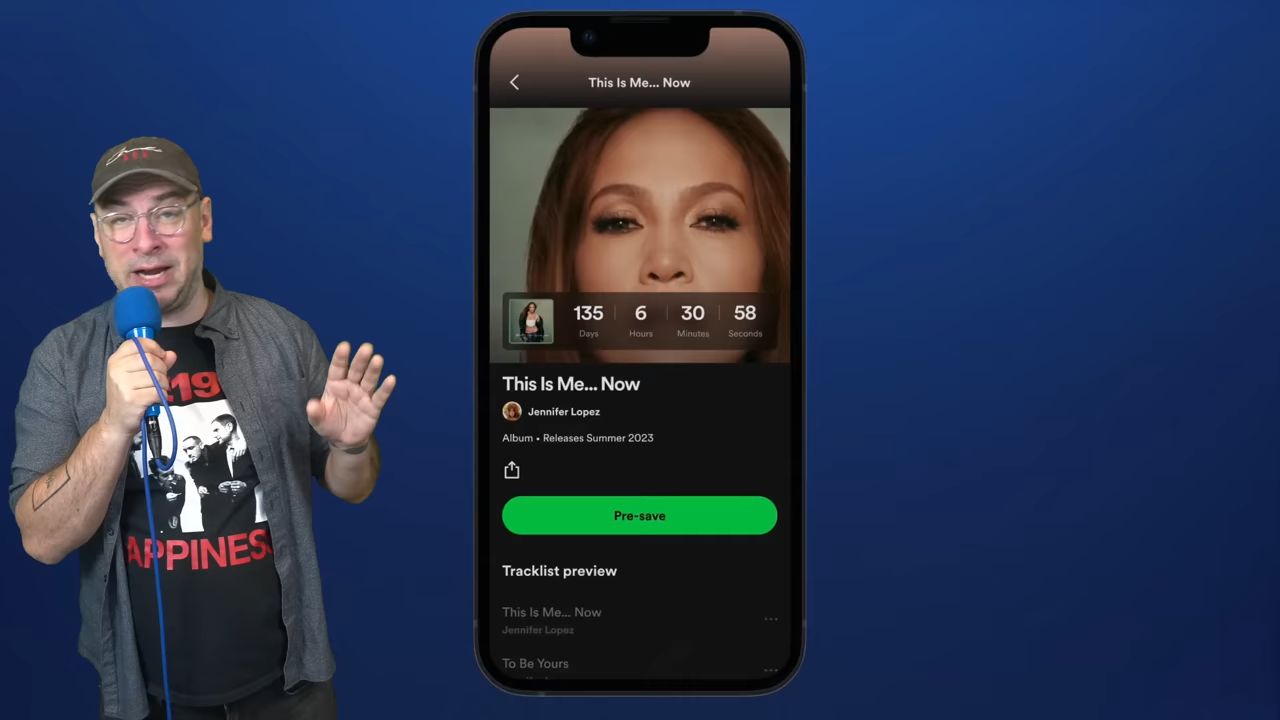 This Is Me... Now
135
6
30
58
Days
Hours
Minutes
Seconds
This Is Me... Now
Jennifer Lopez
Album • Releases Summer 2023
Pre-save
Tracklist preview
This Is Me... Now
Jennifer Lopez
To Be Yours
APPINESS